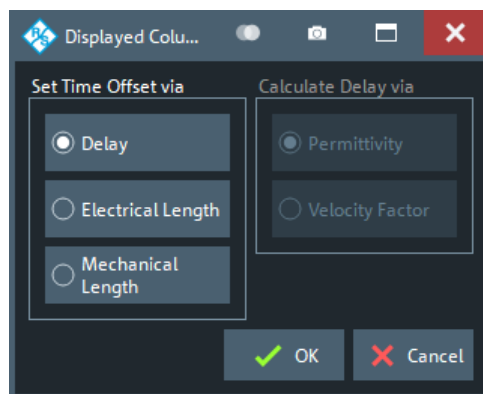 R&S Displayed Colu...
Set Time Offset via
Calculate Delay via
Delay
Permittivity
Electrical Length
Velocity Factor
Mechanical
Length
OK
Cancel